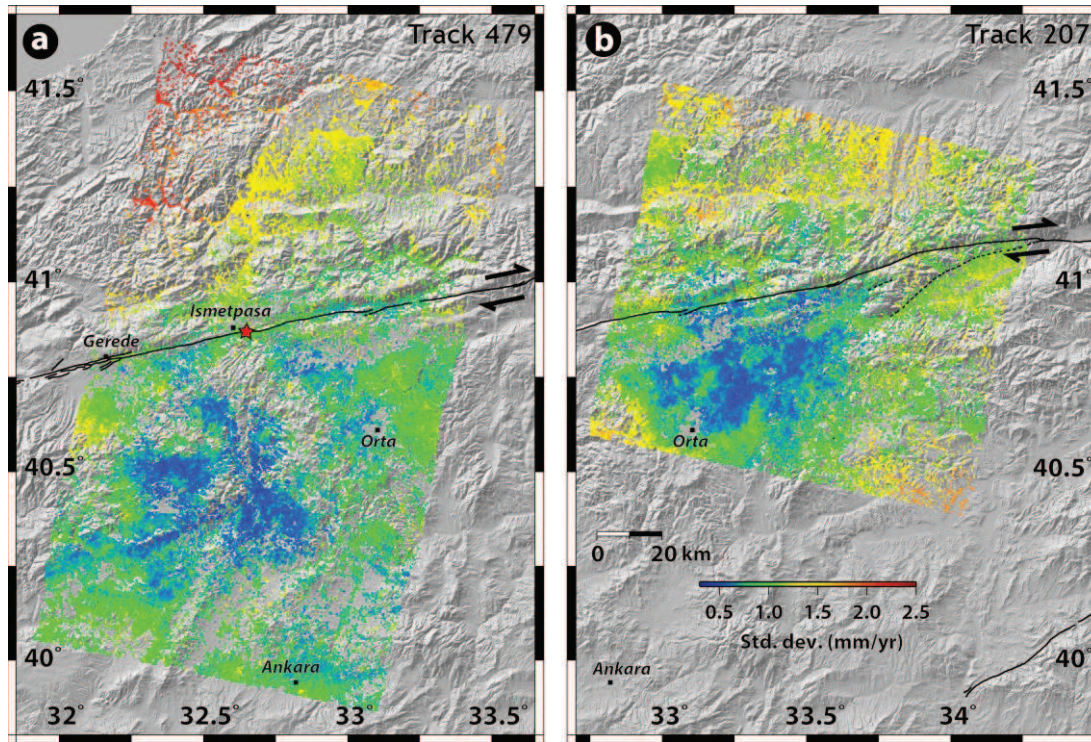 a
Track 479
b
Track 207
41.5°
41.5°
41°
41°
Ismetpasa
Gerede
Orta
Orta
40.5°
40.5°
0 20 km
0.5 1.0 1.5 2.0 2.5
Std. dev. (mm/yr)
40°
40°
Ankara
Ankara
32° 32.5° 33° 33.5°
33° 33.5° 34°